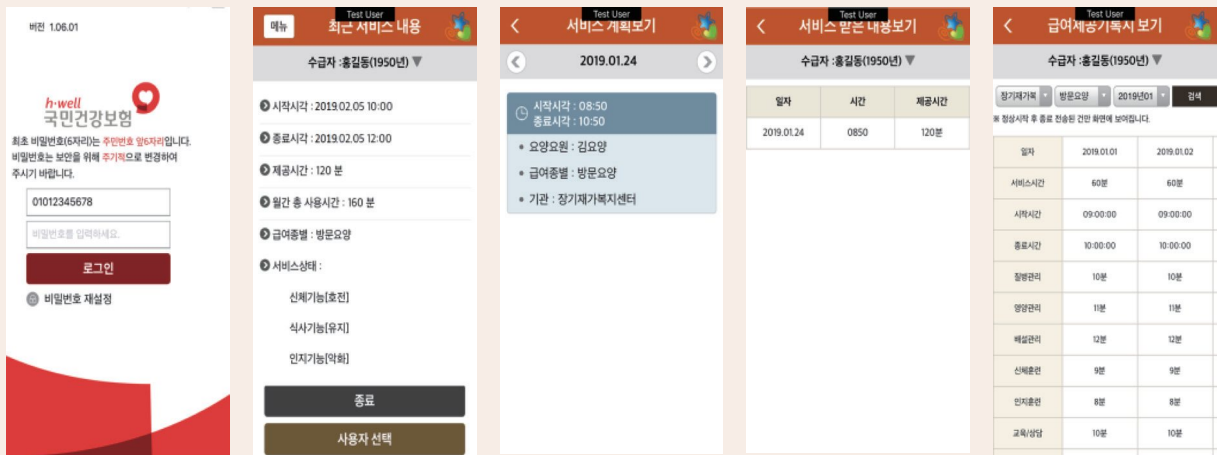 버전 1.06.01
h·well
국민건강보험
최초 비밀번호(6자리)는 주민번호 앞6자리입니다.
비밀번호는 보안을 위해 주기적으로 변경하여
주시기 바랍니다.
01012345678
비밀번호를 입력하세요.
로그인
비밀번호 재설정
Test User
메뉴
최근 서비스 내용
수급자 :홍길동(1950년) ▼
시작시각 : 2019.02.05 10:00
종료시각 : 2019.02.05 12:00
제공시간 : 120 분
월간 총 사용시간 : 160 분
급여종별 : 방문요양
서비스상태 :
신체기능[호전]
식사기능[유지]
인지기능[악화]
종료
사용자 선택
Test User
서비스 계획보기
2019.01.24
시작시각 : 08:50
종료시각 : 10:50
• 요양요원 : 김요양
• 급여종별 : 방문요양
• 기관 : 장기재가복지센터
Test User
서비스 받은 내용보기
수급자 :홍길동(1950년) ▼
일자 시간 제공시간
2019.01.24 0850 120분
Test User
급여제공기록지 보기
수급자 :홍길동(1950년) ▼
장기재가복 방문요양 2019년01 검색
※ 정상시작 후 종료 전송된 건만 화면에 보여집니다.
일자 2019.01.01 2019.01.02
서비스시간 60분 60분
시작시간 09:00:00 09:00:00
종료시간 10:00:00 10:00:00
질병관리 10분 10분
영양관리 11분 11분
배설관리 12분 12분
신체훈련 9분 9분
인지훈련 8분 8분
교육/상담 10분 10분